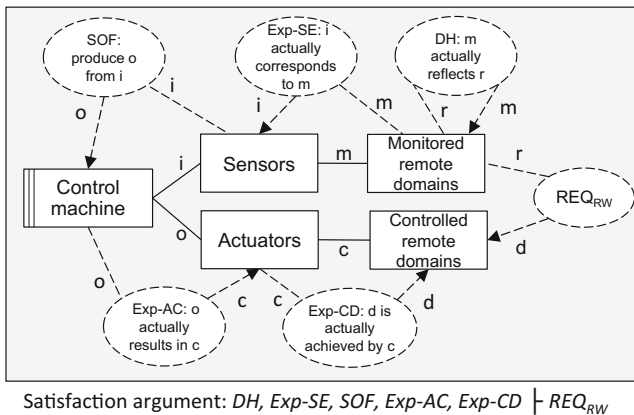 SOF:
produce o
from i
Exp-SE: i
actually
corresponds
to m
DH: m
actually
reflects r
o
i
i
m
r
m
Control
machine
i
Sensors
m
Monitored
remote
domains
r
REQRW
o
Actuators
c
Controlled
remote
domains
d
o
c
c
d
Exp-AC: o
actually
results in c
Exp-CD: d is
actually
achieved by c
Satisfaction argument: DH, Exp-SE, SOF, Exp-AC, Exp-CD ├ REQRW